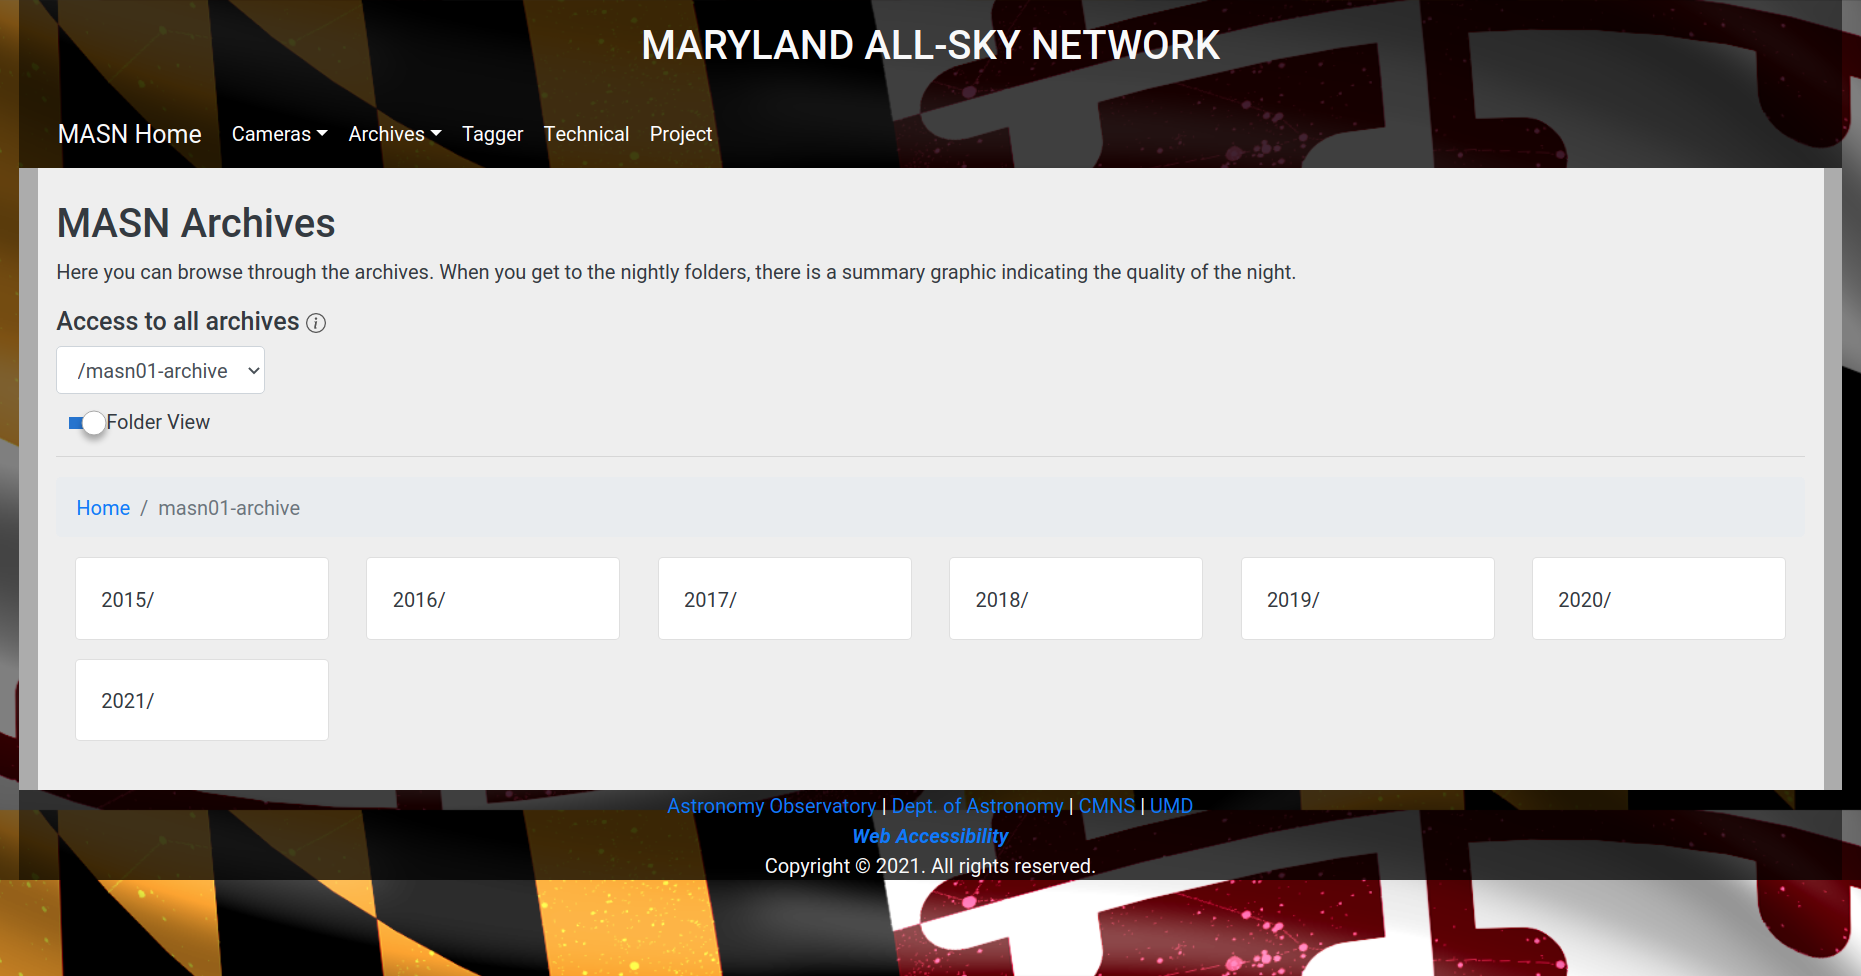 MARYLAND ALL-SKY NETWORK
MASN Home Cameras Archives Tagger Technical Project
MASN Archives
Here you can browse through the archives. When you get to the nightly folders, there is a summary graphic indicating the quality of the night.
Access to all archives
/masn01-archive
Folder View
Home / masn01-archive
2015/ 2016/ 2017/ 2018/ 2019/ 2020/
2021/
Astronomy Observatory | Dept. of Astronomy | CMNS | UMD
Web Accessibility
Copyright © 2021. All rights reserved.